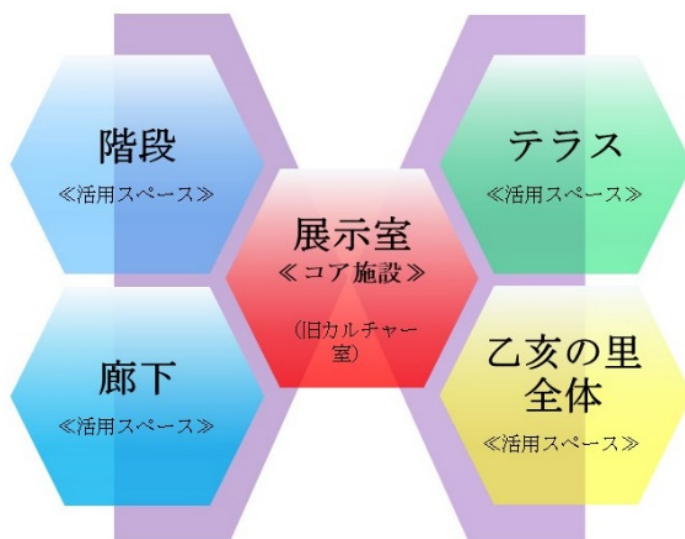 階段
≪活用スペース≫
テラス
≪活用スペース≫
展示室
≪コア施設≫
(旧カルチャー
室)
廊下
≪活用スペース≫
乙亥の里
全体
≪活用スペース≫